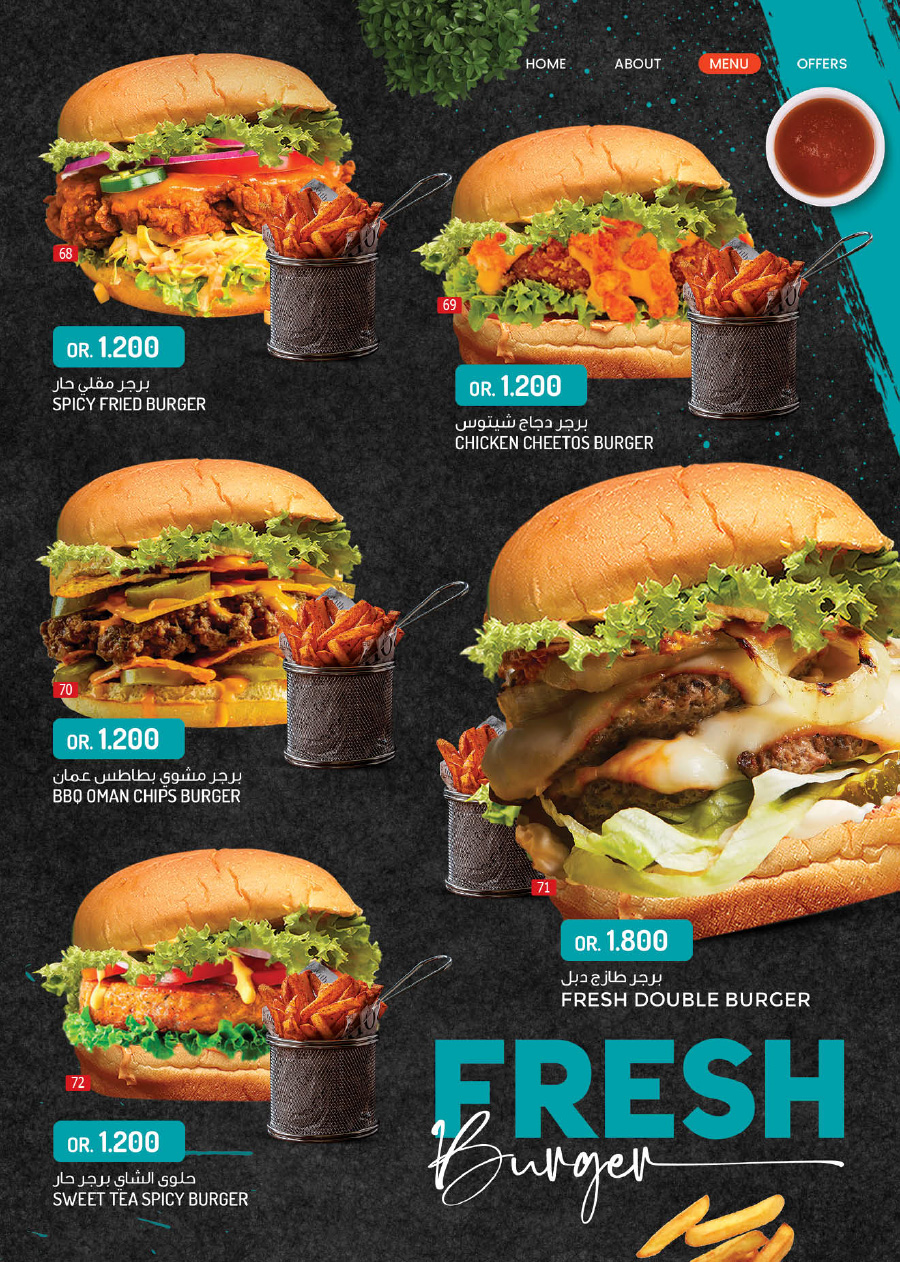 HOME ABOUT MENU OFFERS
68
OR. 1.200
برجر مقلي حار
SPICY FRIED BURGER
69
OR. 1.200
برجر دجاج شيتوس
CHICKEN CHEETOS BURGER
70
OR. 1.200
برجر مشوي بطاطس عمان
BBQ OMAN CHIPS BURGER
71
OR. 1.800
برجر طازج دبل
FRESH DOUBLE BURGER
72
OR. 1.200
حلوى الشاي برجر حار
SWEET TEA SPICY BURGER
FRESH
Burger